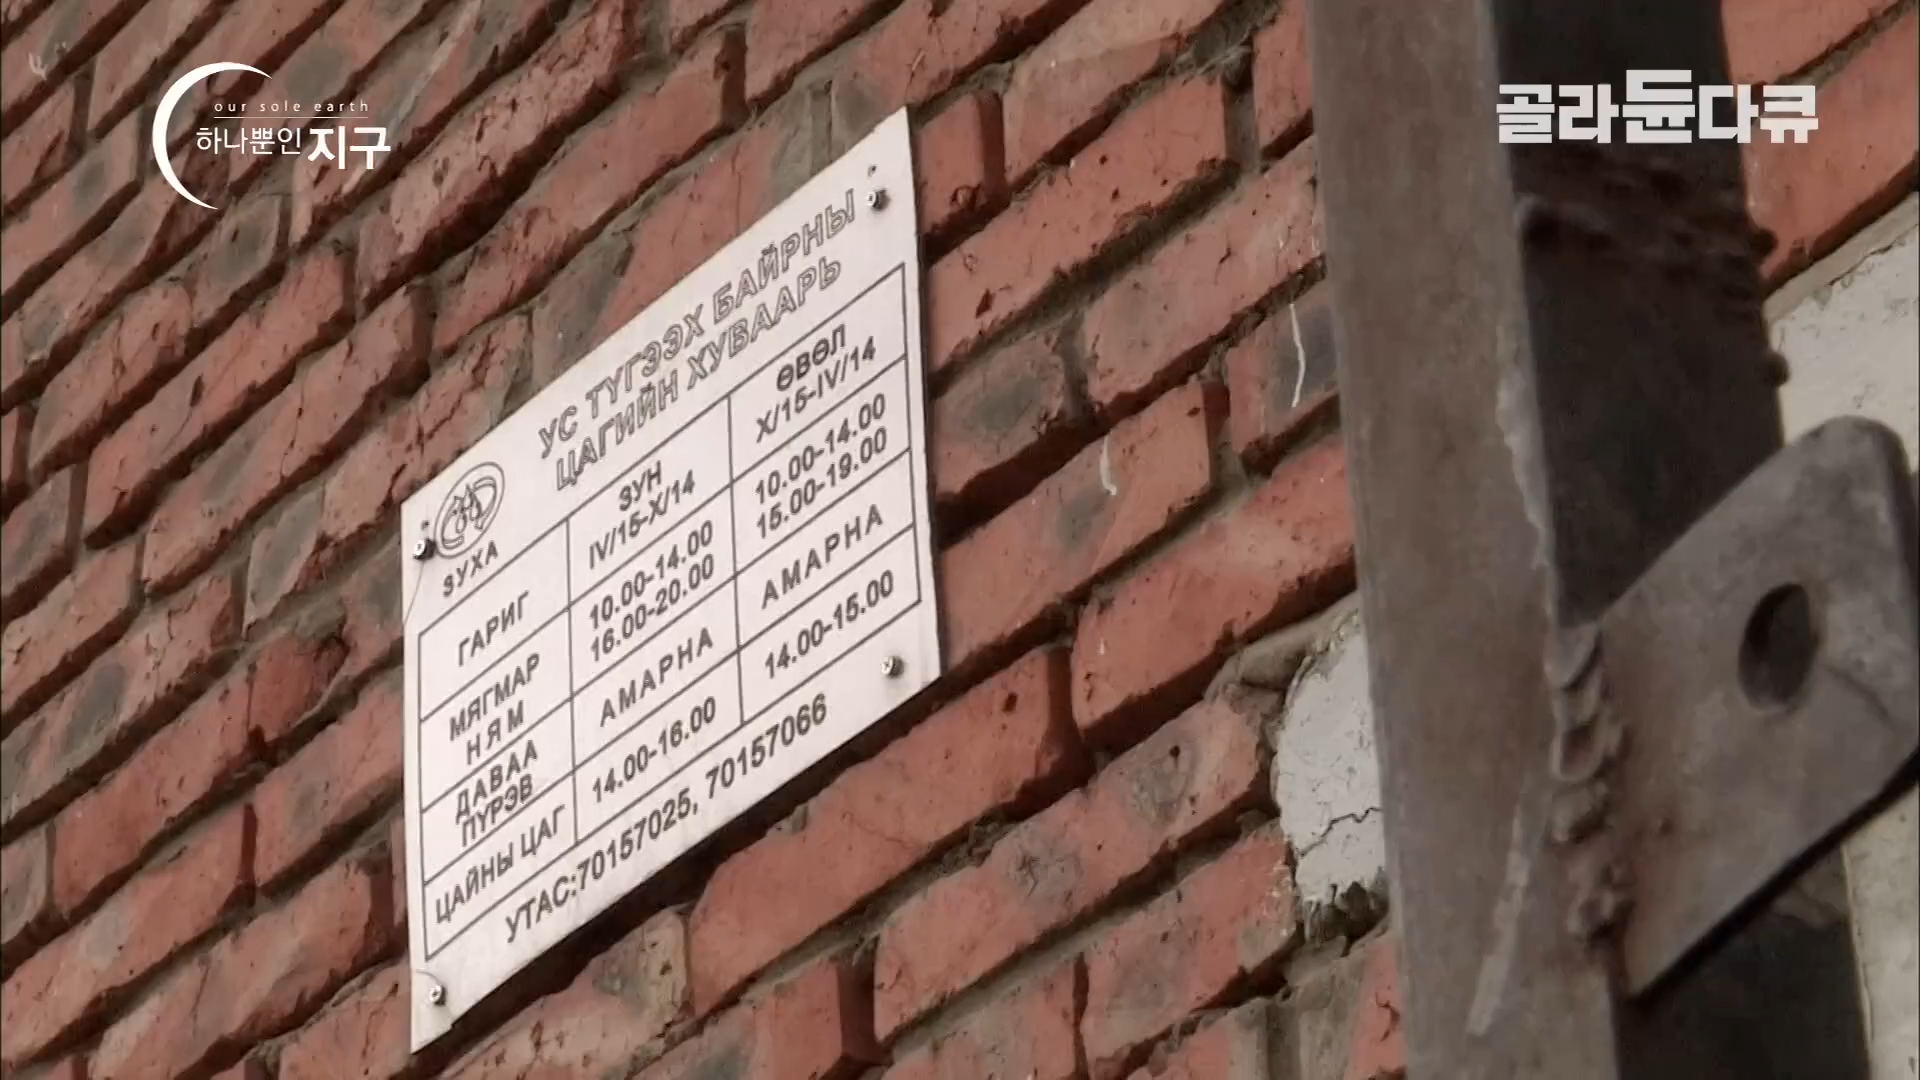 our sole earth
하나뿐인 지구
골라듄다큐
УС ТҮГЭЭХ БАЙРНЫ
ЦАГИЙН ХУВААРЬ
ЗУХА
ГАРИГ
ЗУН
IV/15-X/14
ӨВӨЛ
X/15-IV/14
МЯГМАР
НЯМ
10.00-14.00
16.00-20.00
10.00-14.00
15.00-19.00
ДАВАА
ПҮРЭВ
АМАРНА
АМАРНА
ЦАЙНЫ ЦАГ
14.00-16.00
14.00-15.00
УТАС:70157025, 70157066